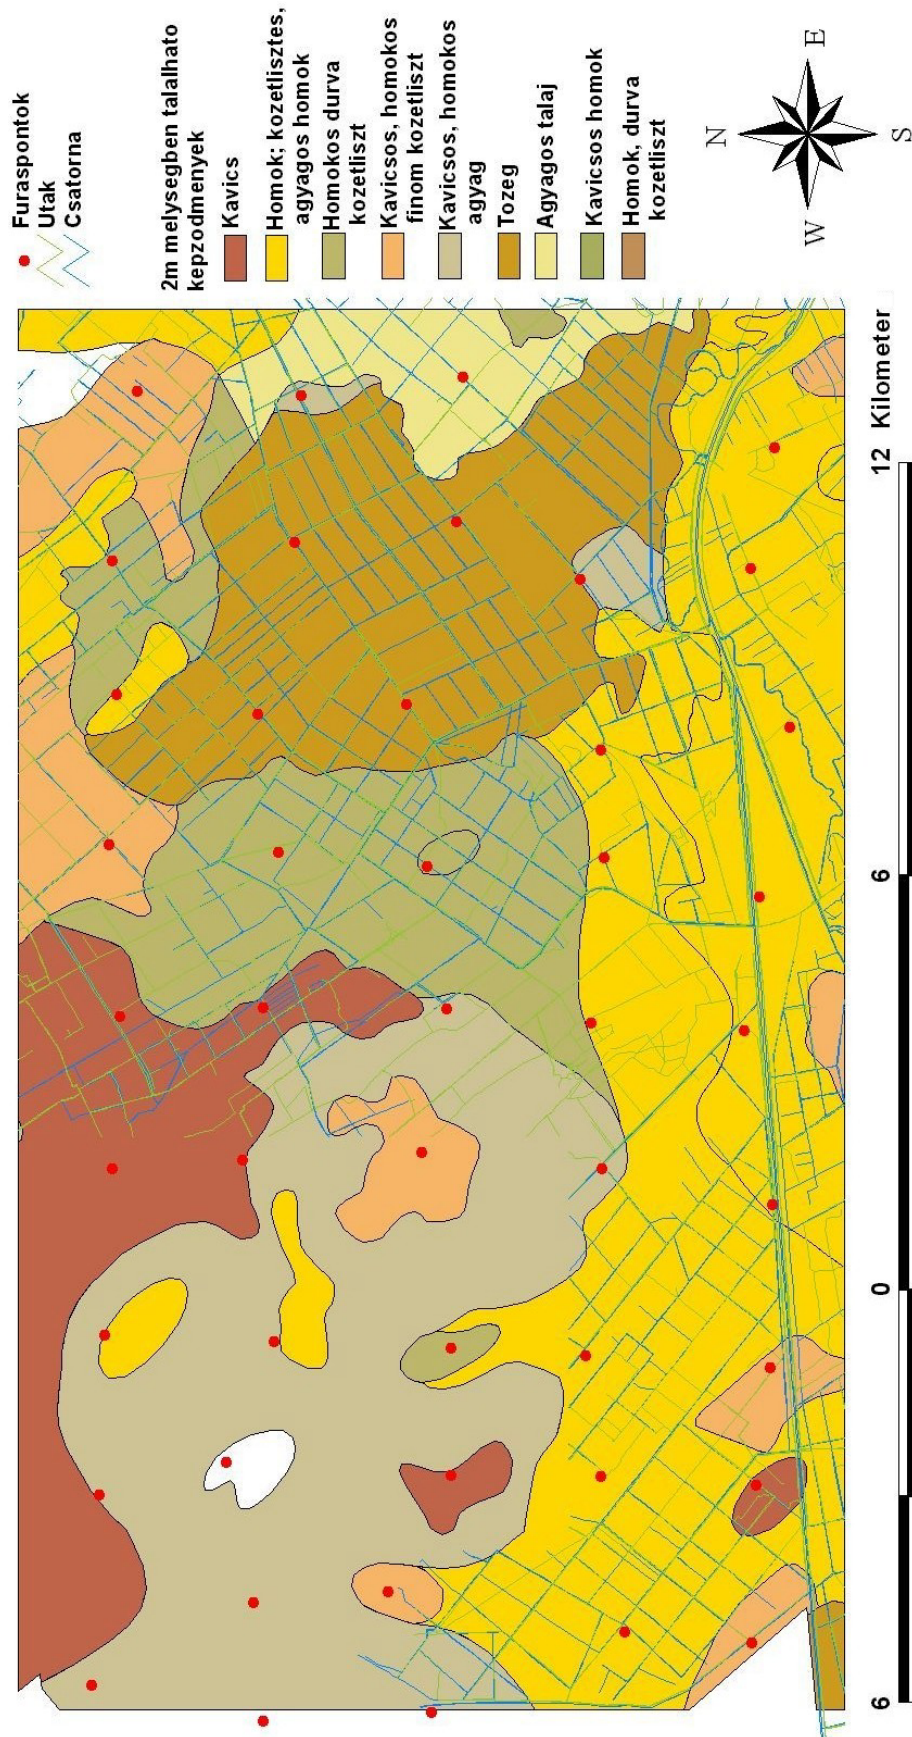 Furaspontok
Utak
Csatorna
2m melysegben talalhato
kepzodmenyek
Kavics
Homok; kozetlisztes,
agyagos homok
Homokos durva
kozetliszt
Kavicsos, homokos
finom kozetliszt
Kavicsos, homokos
agyag
Tozeg
Agyagos talaj
Kavicsos homok
Homok, durva
kozetliszt
N
W
E
S
6
0
6
12 Kilometer